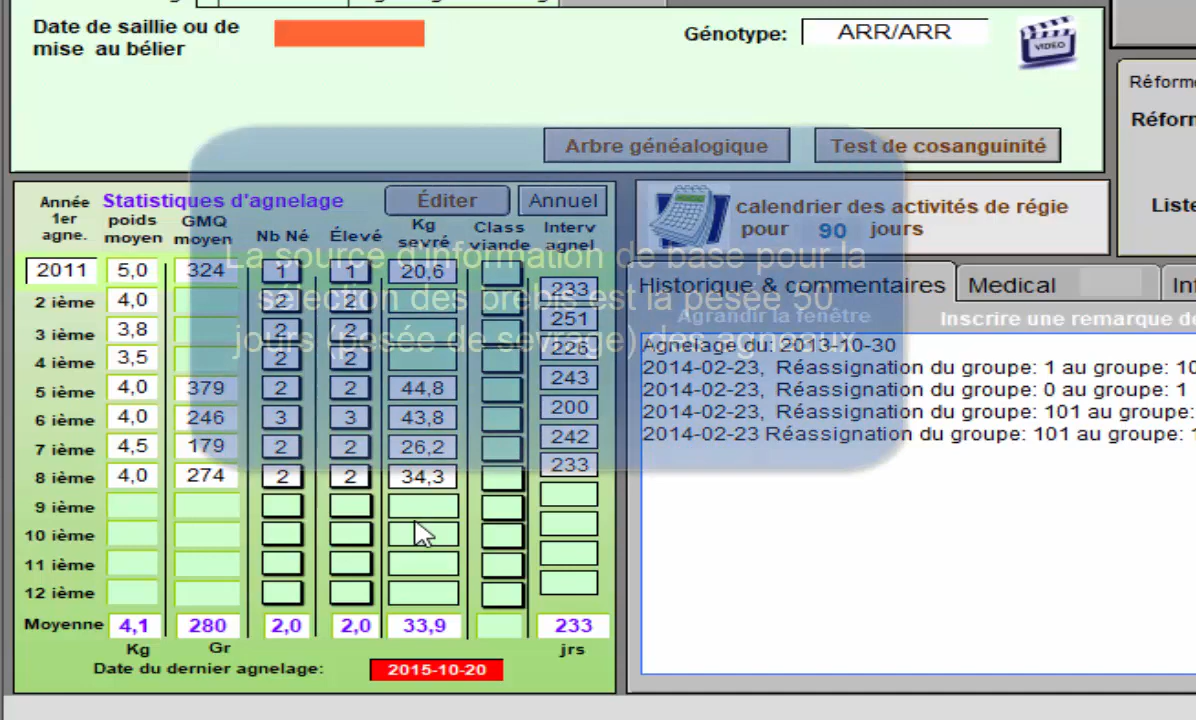 Date de saillie ou de
mise au bélier
Génotype: ARR/ARR
VIDEO
Réform
Réforr
Arbre généalogique
Test de cosanguinité
Année
1er
agne.
Statistiques d'agnelage
Éditer
Annuel
poids
moyen
GMQ
moyen
Nb Né
Élevé
Kg
sevré
Class
viande
Interv
agnel
calendrier des activités de régie
pour 90 jours
Liste
La source d'information de base pour la
sélection des brebis est la pesée 50
jours (pesée de sevrage) des agneaux
Historique & commentaires
Medical
In
Agrandir la fenêtre
Inscrire une remarque d
2011 5,0 324 1 1 20,6
2 ième 4,0 2 2 233
3 ième 3,8 2 2 251
4 ième 3,5 2 2 226
5 ième 4,0 379 2 2 44,8 243
6 ième 4,0 246 3 3 43,8 200
7 ième 4,5 179 2 2 26,2 242
8 ième 4,0 274 2 2 34,3 233
9 ième
10 ième
11 ième
12 ième
Moyenne 4,1 280 2,0 2,0 33,9 233
Kg Gr jrs
Date du dernier agnelage: 2015-10-20
Agnelage du: 2013-10-30
2014-02-23, Réassignation du groupe: 1 au groupe: 10
2014-02-23, Réassignation du groupe: 0 au groupe: 1
2014-02-23, Réassignation du groupe: 101 au groupe:
2014-02-23 Réassignation du groupe: 101 au groupe: 1